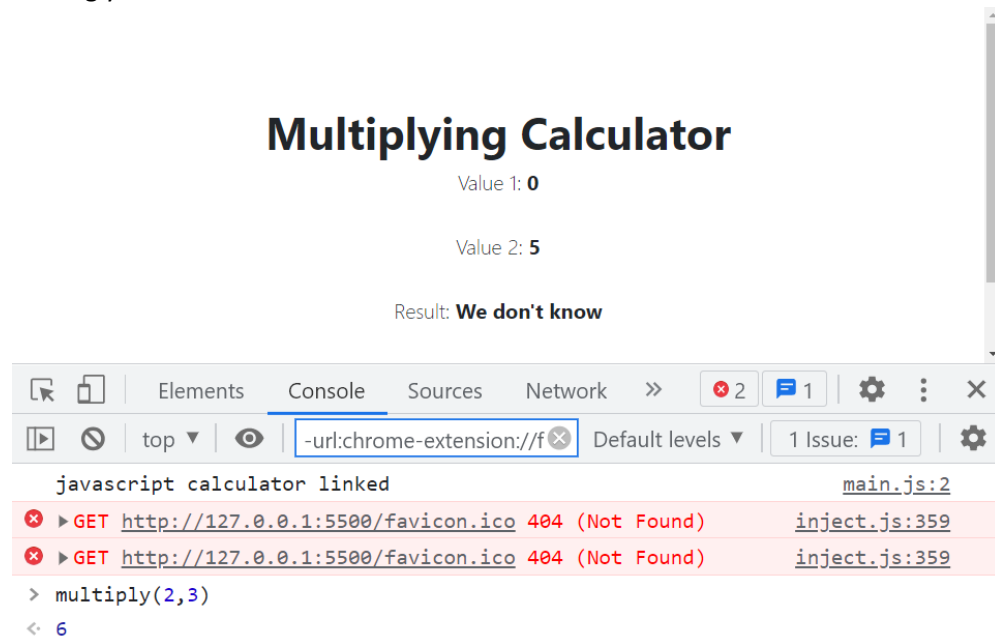 Multiplying Calculator
Value 1: 0
Value 2: 5
Result: We don't know
Elements Console Sources Network » 2 1
top ▼ -url:chrome-extension://f Default levels ▼ 1 Issue: 1
javascript calculator linked main.js:2
▶GET http://127.0.0.1:5500/favicon.ico 404 (Not Found) inject.js:359
▶GET http://127.0.0.1:5500/favicon.ico 404 (Not Found) inject.js:359
> multiply(2,3)
6